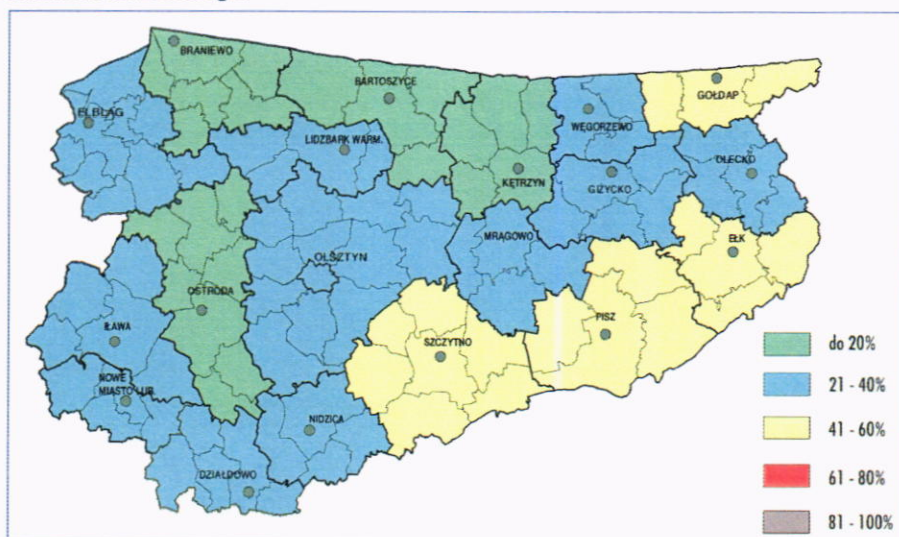 BRANIEWO
BARTOSZYCE
GOŁDAP
ELBLĄG
WĘGORZEWO
LIDZBARK WARM.
OLECKO
KĘTRZYN
GIŻYCKO
MRĄGOWO
EŁK
OLSZTYN
OSTRÓDA
PISZ
IŁAWA
SZCZYTNO
NOWE
MIASTO LUB.
NIDZICA
DZIAŁDOWO
do 20%
21 - 40%
41 - 60%
61 - 80%
81 - 100%